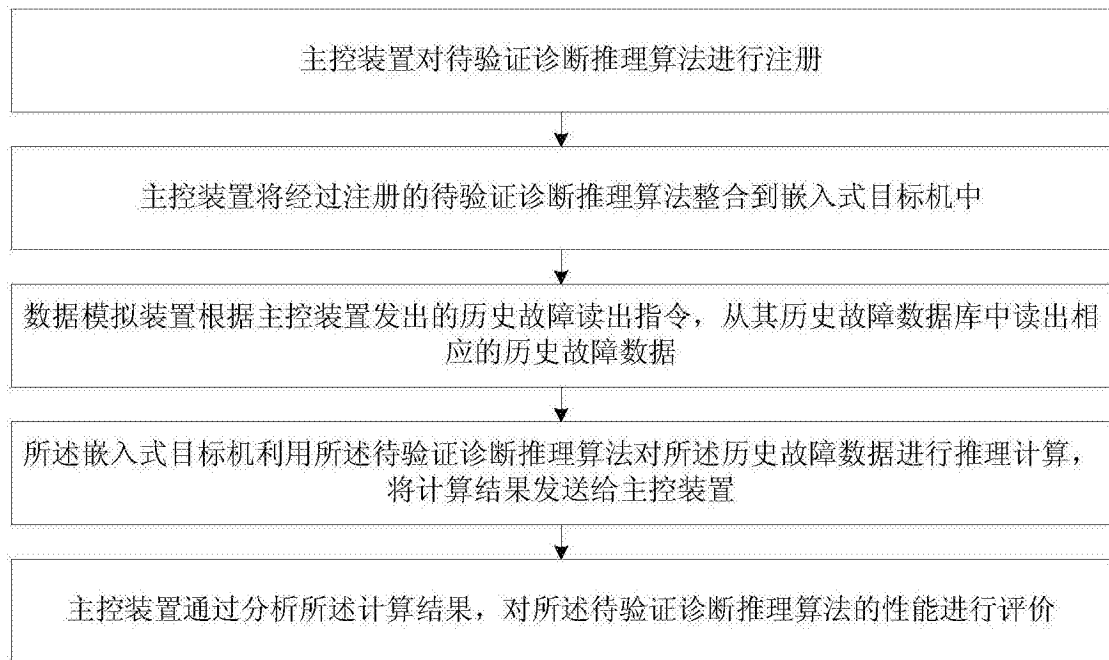 主控装置对待验证诊断推理算法进行注册
主控装置将经过注册的待验证诊断推理算法整合到嵌入式目标机中
数据模拟装置根据主控装置发出的历史故障读出指令，从其历史故障数据库中读出相
应的历史故障数据
所述嵌入式目标机利用所述待验证诊断推理算法对所述历史故障数据进行推理计算，
将计算结果发送给主控装置
主控装置通过分析所述计算结果，对所述待验证诊断推理算法的性能进行评价